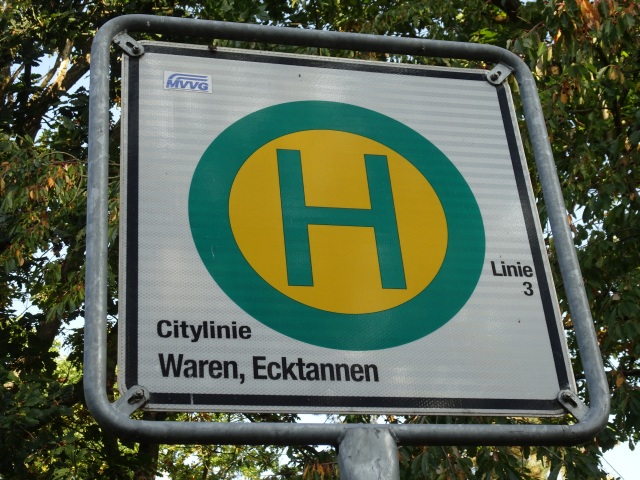 MVVG
H
Linie
3
Citylinie
Waren, Ecktannen